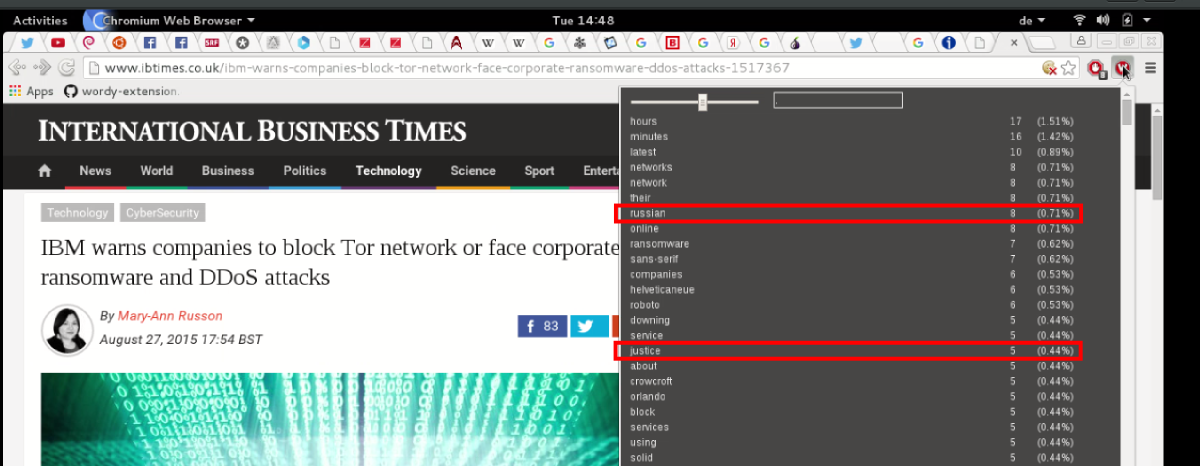 Activities Chromium Web Browser Tue 14:48 de
www.ibtimes.co.uk/ibm-warns-companies-block-tor-network-face-corporate-ransomware-ddos-attacks-1517367
Apps wordy-extension.
INTERNATIONAL BUSINESS TIMES
News World Business Politics Technology Science Sport Enterta
Technology CyberSecurity
IBM warns companies to block Tor network or face corporate
ransomware and DDoS attacks
By Mary-Ann Russon
August 27, 2015 17:54 BST
f 83
hours 17 (1.51%)
minutes 16 (1.42%)
latest 10 (0.89%)
networks 8 (0.71%)
network 8 (0.71%)
their 8 (0.71%)
russian 8 (0.71%)
online 8 (0.71%)
ransomware 7 (0.62%)
sans-serif 7 (0.62%)
companies 6 (0.53%)
helveticaneue 6 (0.53%)
roboto 6 (0.53%)
downing 5 (0.44%)
service 5 (0.44%)
justice 5 (0.44%)
about 5 (0.44%)
crowcroft 5 (0.44%)
orlando 5 (0.44%)
block 5 (0.44%)
services 5 (0.44%)
using 5 (0.44%)
solid 5 (0.44%)